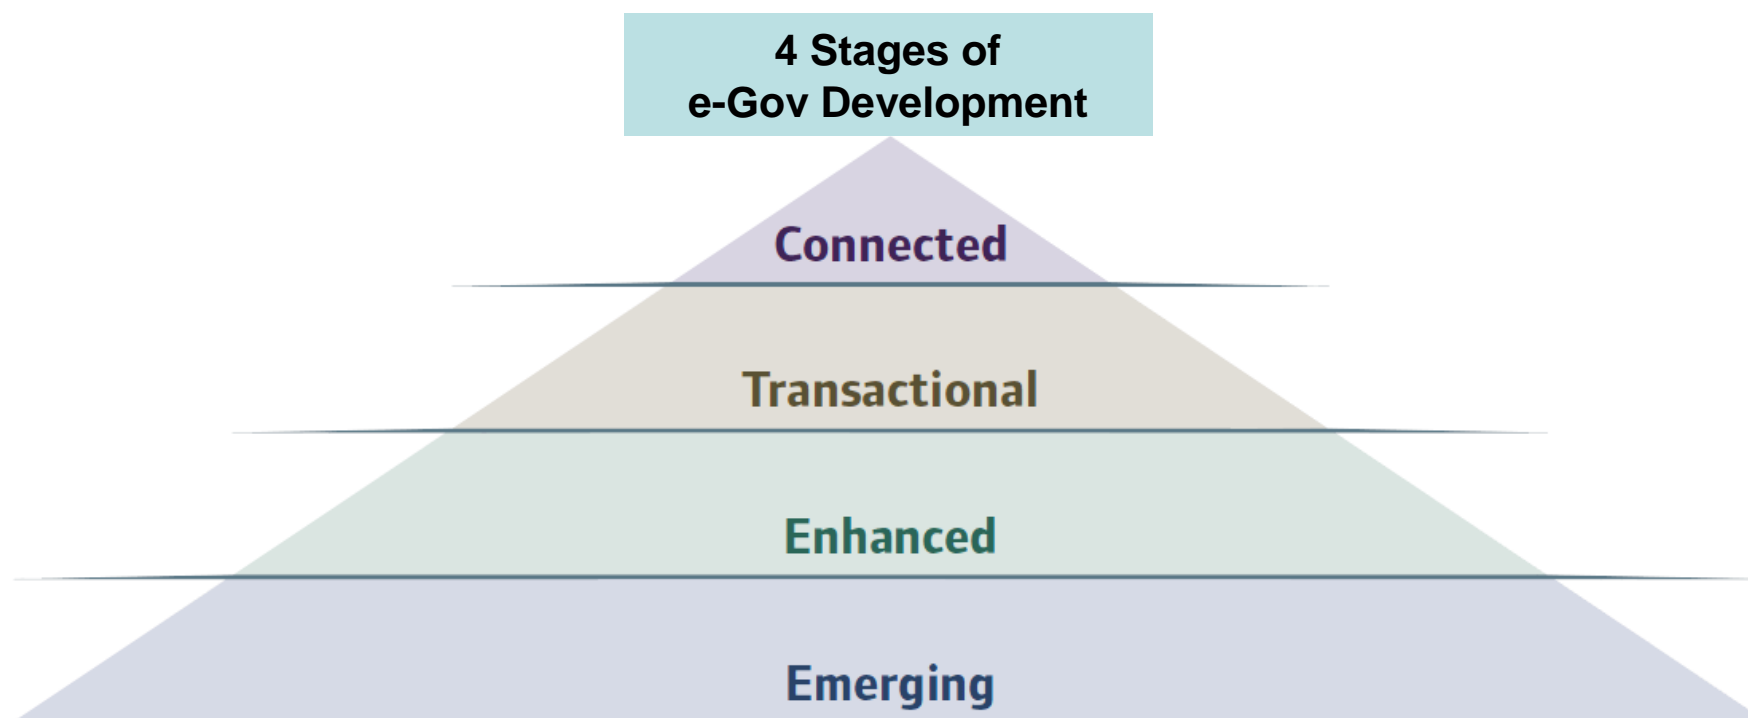 4 Stages of
e-Gov Development
Connected
Transactional
Enhanced
Emerging